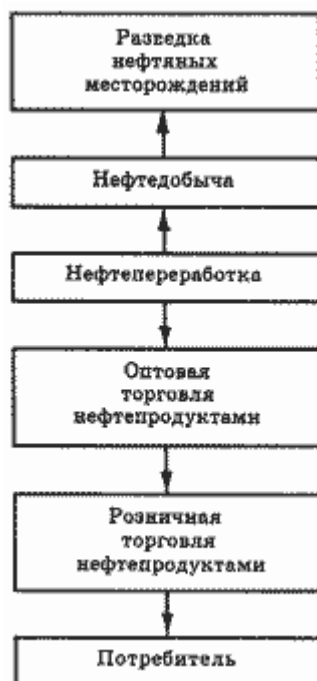 Разведка
нефтяных
месторождений
Нефтедобыча
Нефтепереработка
Оптовая
торговля
нефтепродуктами
Розничная
торговля
нефтепродуктами
Потребитель